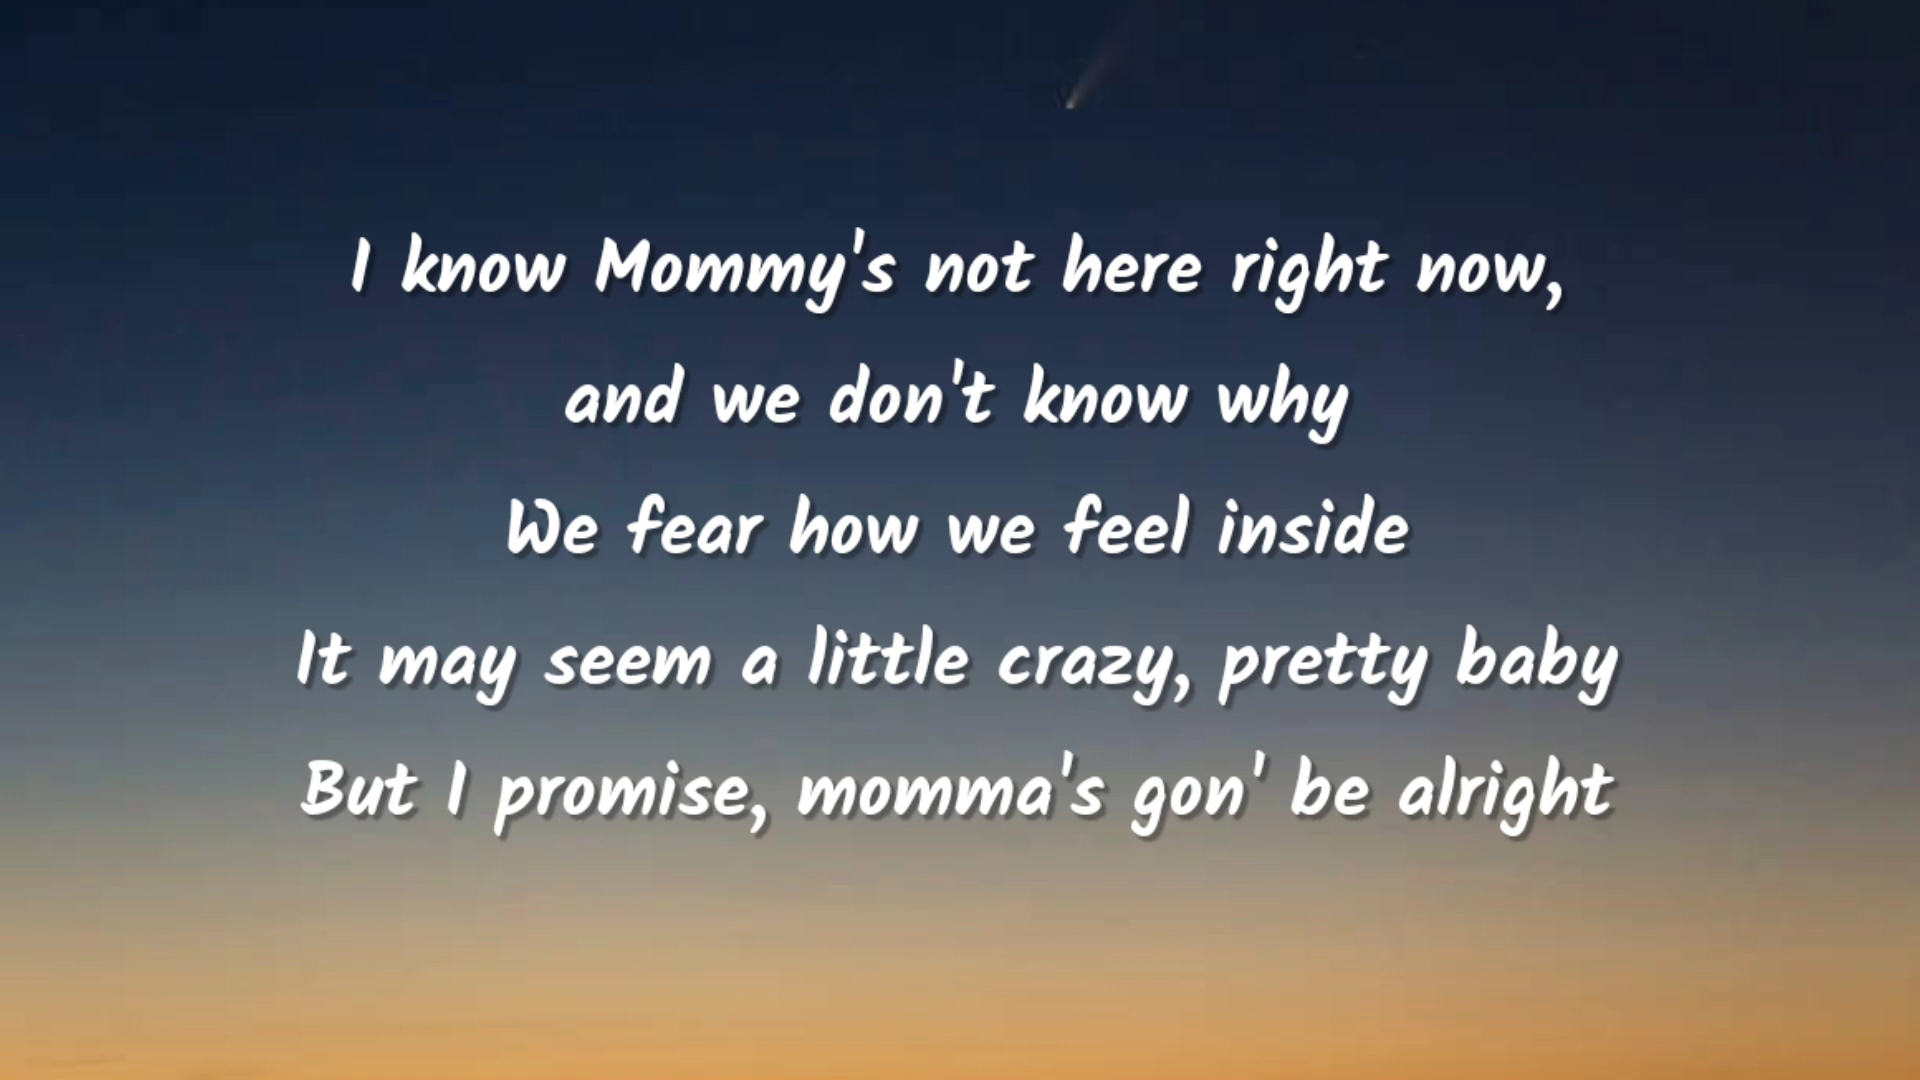 I know Mommy's not here right now,
and we don't know why
We fear how we feel inside
It may seem a little crazy, pretty baby
But I promise, momma's gon' be alright